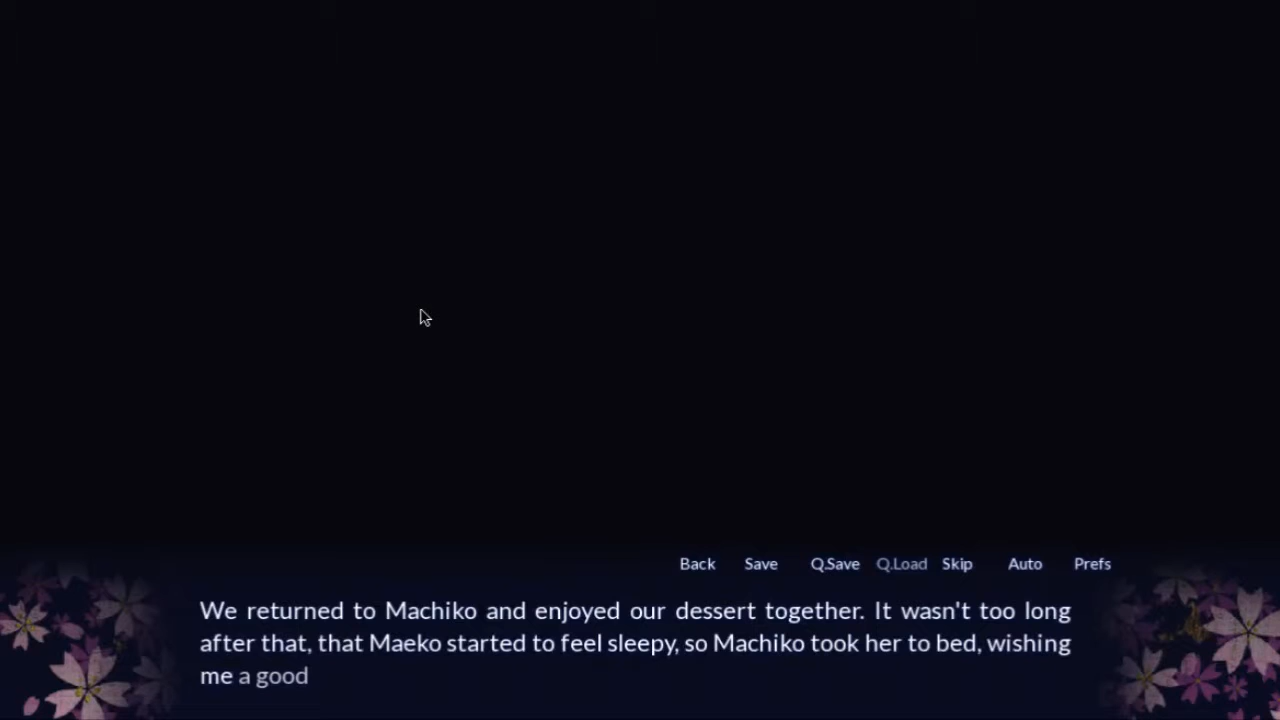 Back Save Q.Save Q.Load Skip Auto Prefs
We returned to Machiko and enjoyed our dessert together. It wasn't too long
after that, that Maeko started to feel sleepy, so Machiko took her to bed, wishing
me a good